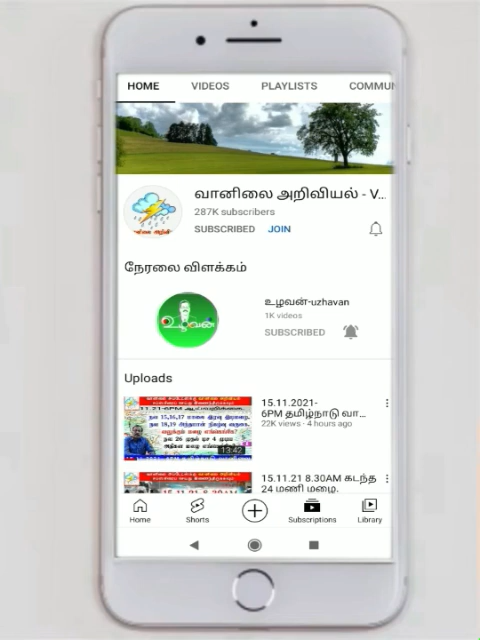 HOME VIDEOS PLAYLISTS COMMUN
வானிலை அறிவியல் - V...
287K subscribers
SUBSCRIBED JOIN
நேரலை விளக்கம்
உழவன்-uzhavan
1K videos
SUBSCRIBED
உழவன்
Uploads
15.11.2021-
6PM தமிழ்நாடு வா...
22K views · 4 hours ago
13:42
15.11.21 8.30AM கடந்த
24 மணி மழை.
Home Shorts Subscriptions Library